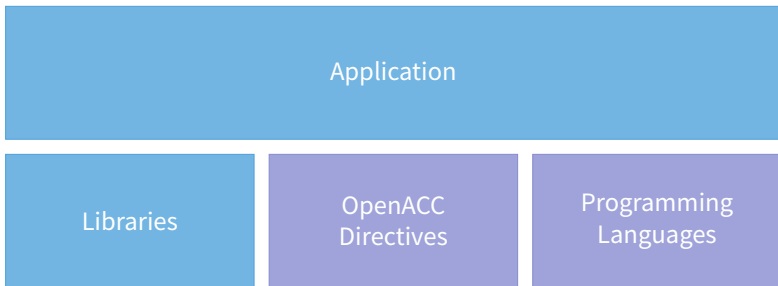 Application
Libraries
OpenACC
Directives
Programming
Languages